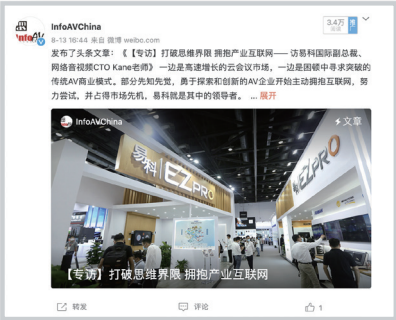 InfoAVChina
8-13 16:44 来自 微博 weibo.com
3.4万
发布了头条文章：《【专访】打破思维界限 拥抱产业互联网—— 访易科国际副总裁、
网络音视频CTO Kane老师》 一边是高速增长的云会议市场，一边是困顿中寻求突破的
传统AV商业模式。部分先知先觉，勇于探索和创新的AV企业开始主动拥抱互联网，努
力尝试，并占得市场先机，易科就是其中的领导者。 ... 展开
InfoAVChina
文章
易科 EZPRO
EZPRO
【专访】打破思维界限 拥抱产业互联网
转发
评论
1